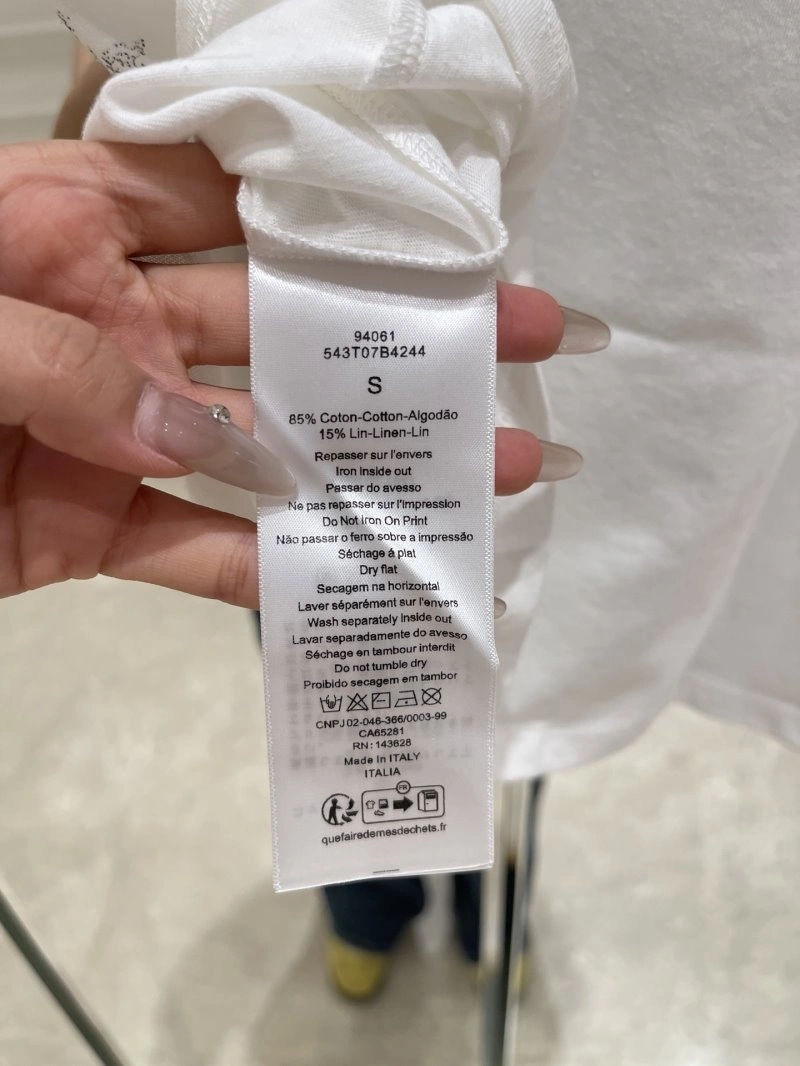 94061
543T07B4244
S
85% Coton-Cotton-Algodão
15% Lin-Linen-Lin
Repasser sur l'envers
Iron inside out
Passar do avesso
Ne pas repasser sur l'impression
Do Not Iron On Print
Não passar o ferro sobre a impressão
Séchage á plat
Dry flat
Secagem na horizontal
Laver séparément sur l'envers
Wash separately inside out
Lavar separadamente do avesso
Séchage en tambour interdit
Do not tumble dry
Proibido secagem em tambor
CNPJ 02-046-366/0003-99
CA65281
RN: 143628
Made in ITALY
ITALIA
FR
quefairedemesdechets.fr